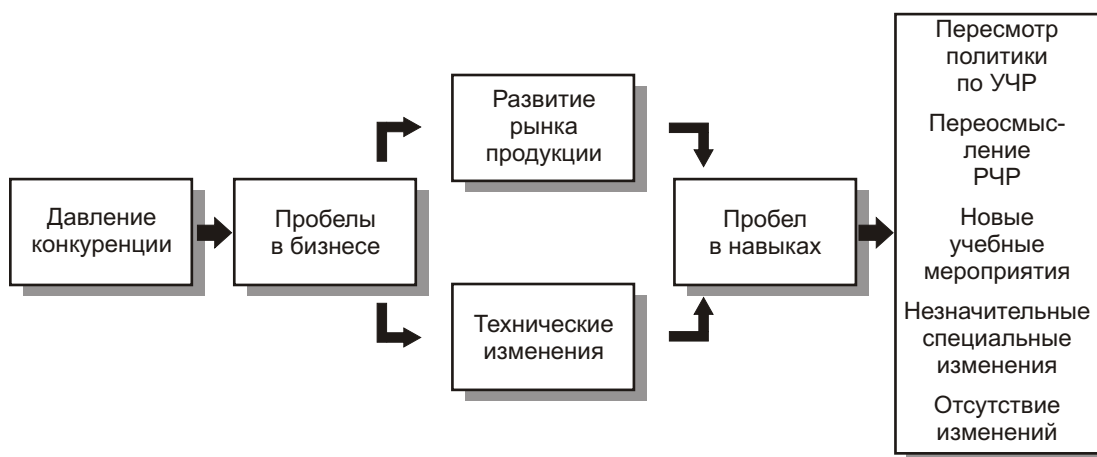 Давление
конкуренции
Пробелы
в бизнесе
Развитие
рынка
продукции
Технические
изменения
Пробел
в навыках
Пересмотр
политики
по УЧР
Переосмыс-
ление
РЧР
Новые
учебные
мероприятия
Незначительные
специальные
изменения
Отсутствие
изменений